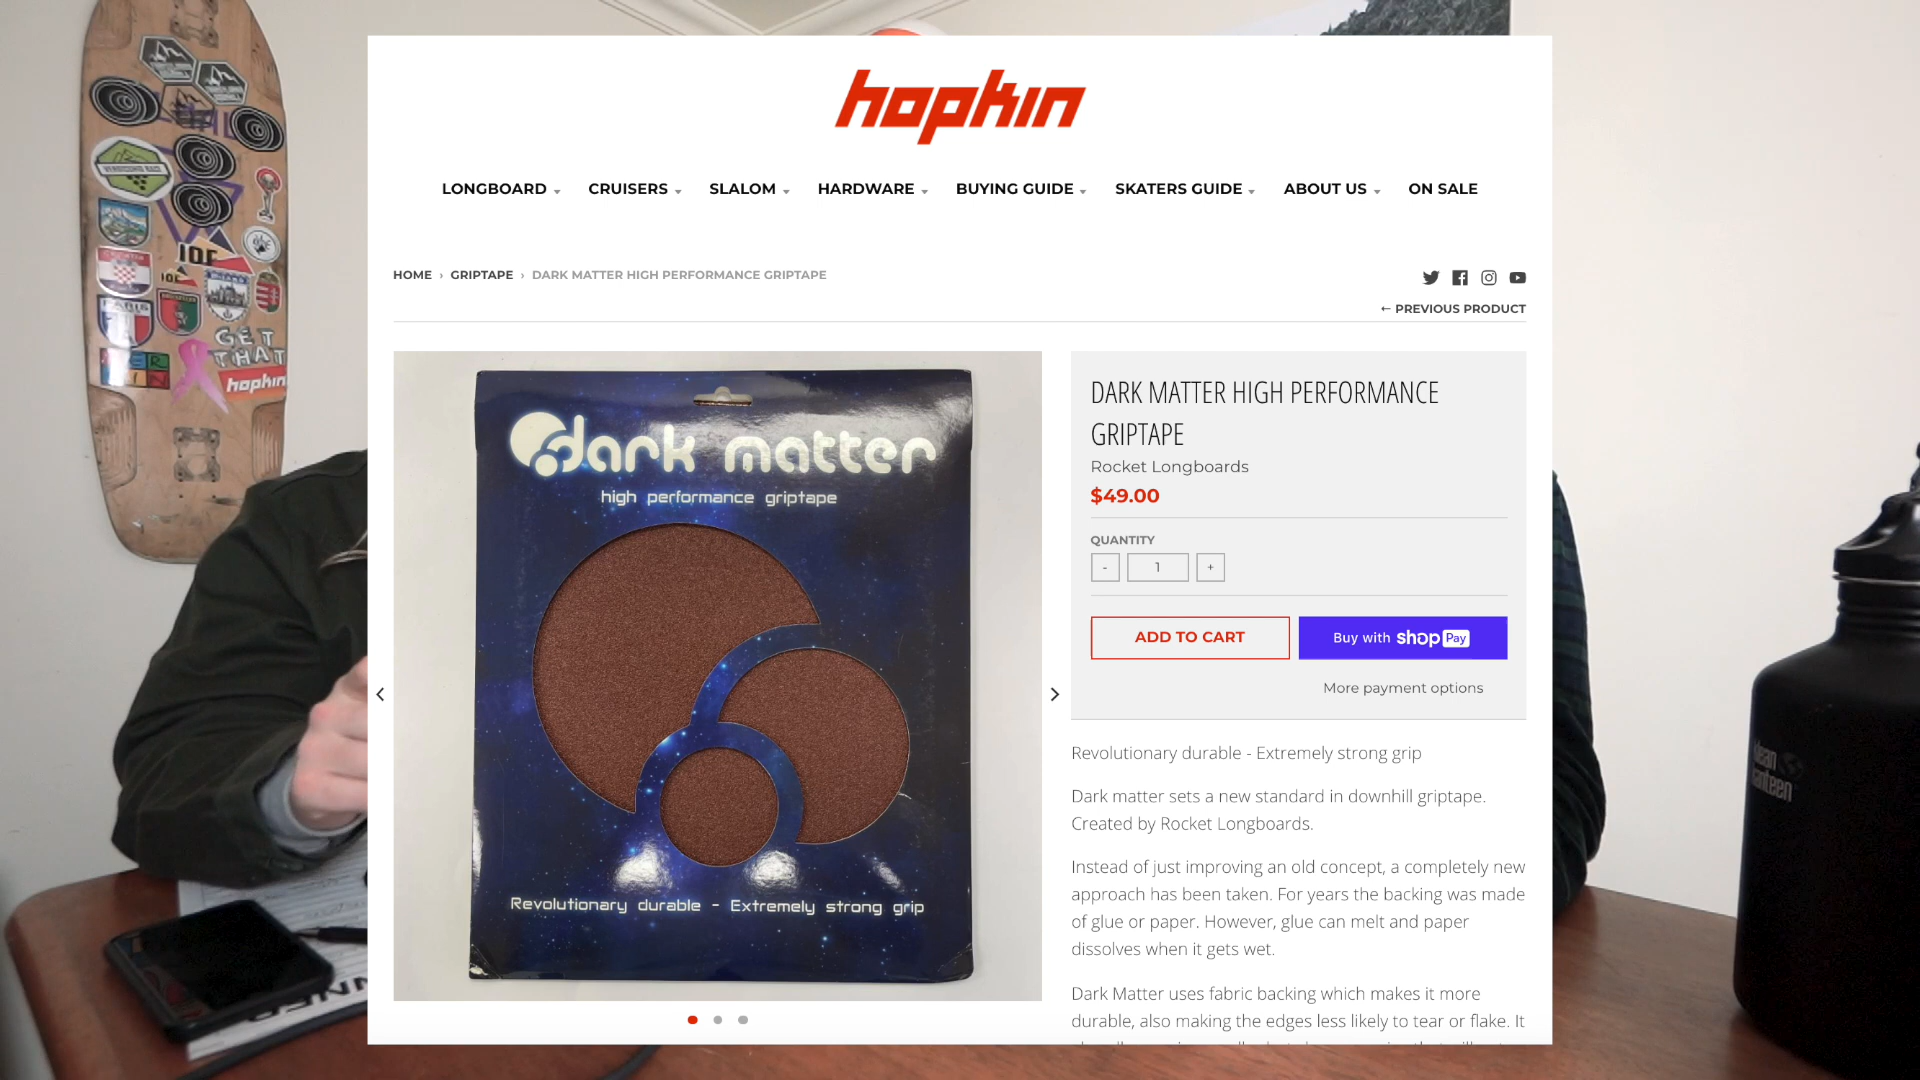 hopkin
LONGBOARD CRUISERS SLALOM HARDWARE BUYING GUIDE SKATERS GUIDE ABOUT US ON SALE
HOME › GRIPTAPE › DARK MATTER HIGH PERFORMANCE GRIPTAPE
← PREVIOUS PRODUCT
dark matter
high performance griptape
Revolutionary durable - Extremely strong grip
DARK MATTER HIGH PERFORMANCE
GRIPTAPE
Rocket Longboards
$49.00
QUANTITY
- 1 +
ADD TO CART
Buy with shop Pay
More payment options
Revolutionary durable - Extremely strong grip
Dark matter sets a new standard in downhill griptape.
Created by Rocket Longboards.
Instead of just improving an old concept, a completely new
approach has been taken. For years the backing was made
of glue or paper. However, glue can melt and paper
dissolves when it gets wet.
Dark Matter uses fabric backing which makes it more
durable, also making the edges less likely to tear or flake. It
GET
THAT
hopkin
PARIS
klean
kanteen